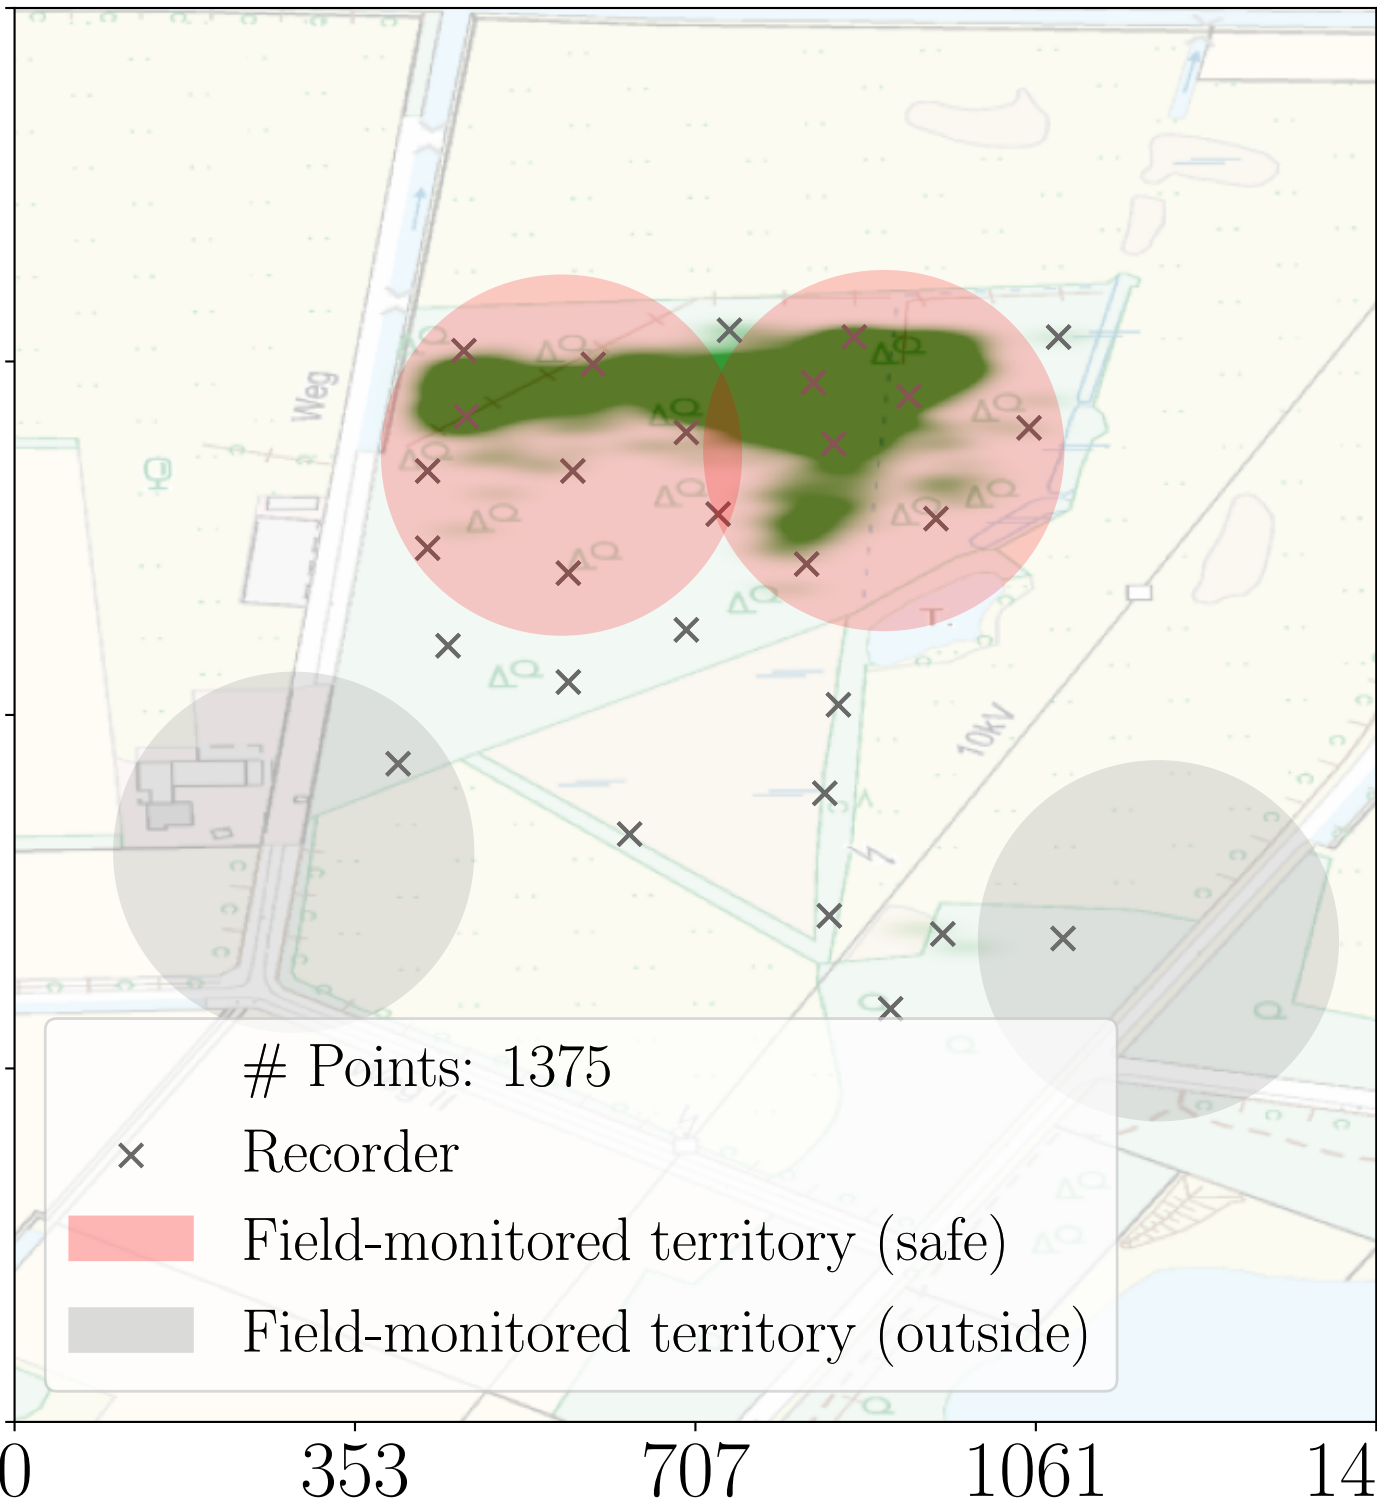 Weg
T.
10kV
# Points: 1375
Recorder
Field-monitored territory (safe)
Field-monitored territory (outside)
0 353 707 1061 14